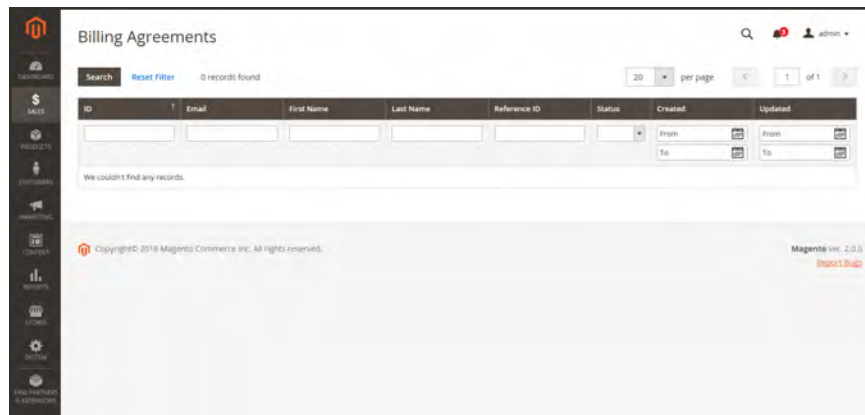 Billing Agreements
3
admin
Search Reset Filter 0 records found 20 per page 1 of 1
ID Email First Name Last Name Reference ID Status Created Updated
From From
To To
We couldn't find any records.
DASHBOARD
SALES
PRODUCTS
CUSTOMERS
MARKETING
CONTENT
REPORTS
STORES
SYSTEM
FIND PARTNERS
& EXTENSIONS
Copyright© 2016 Magento Commerce Inc. All rights reserved.
Magento ver. 2.0.0
Report Bugs